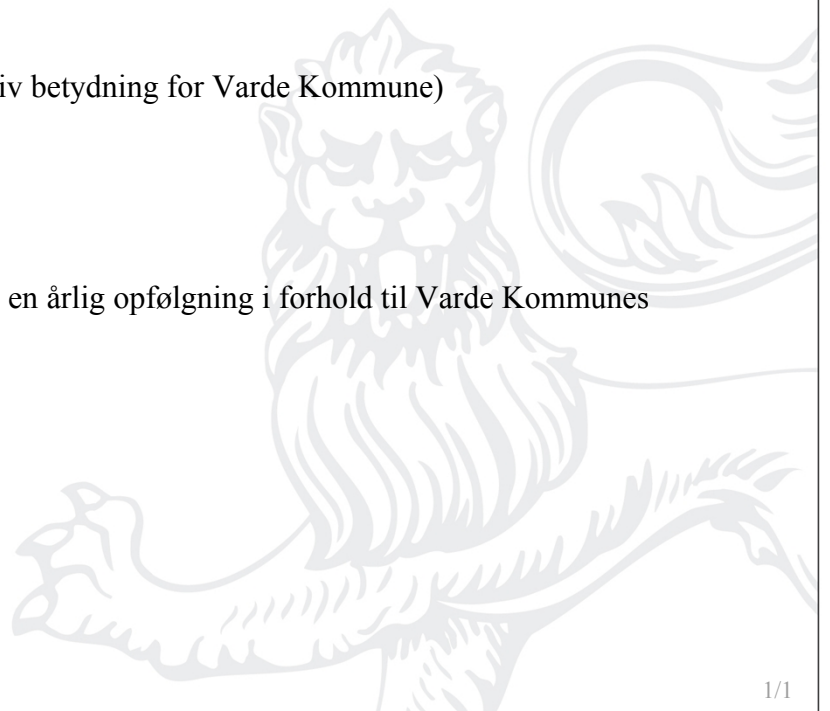 iv betydning for Varde Kommune)
en årlig opfølgning i forhold til Varde Kommunes
1/1